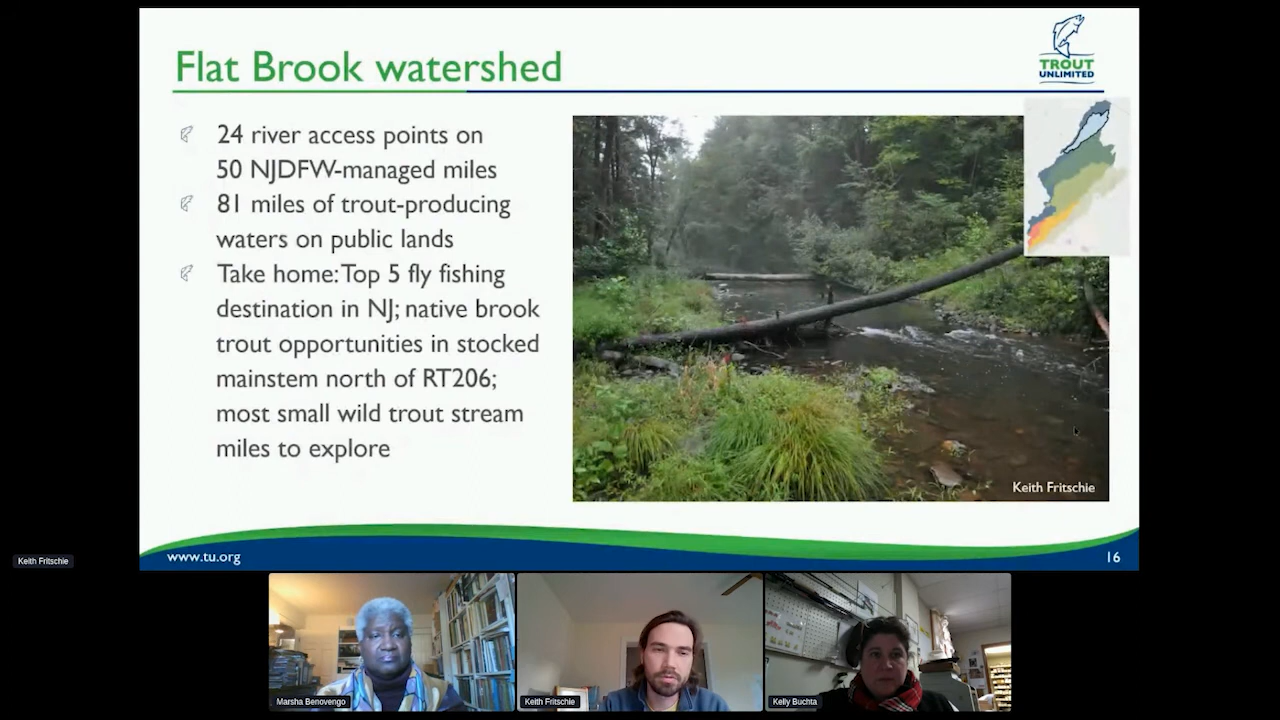 Flat Brook watershed
TROUT
UNLIMITED
24 river access points on
50 NJDFW-managed miles
81 miles of trout-producing
waters on public lands
Take home: Top 5 fly fishing
destination in NJ; native brook
trout opportunities in stocked
mainstem north of RT206;
most small wild trout stream
miles to explore
Keith Fritschie
www.tu.org
16
Keith Fritschie
Marsha Benovengo
Keith Fritschie
Kelly Buchta